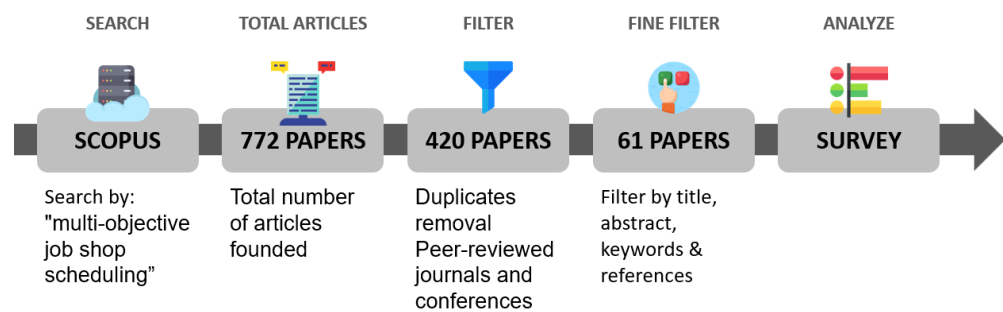 SEARCH
TOTAL ARTICLES
FILTER
FINE FILTER
ANALYZE
SCOPUS
772 PAPERS
420 PAPERS
61 PAPERS
SURVEY
Search by:
"multi-objective
job shop
scheduling”
Total number
of articles
founded
Duplicates
removal
Peer-reviewed
journals and
conferences
Filter by title,
abstract,
keywords &
references